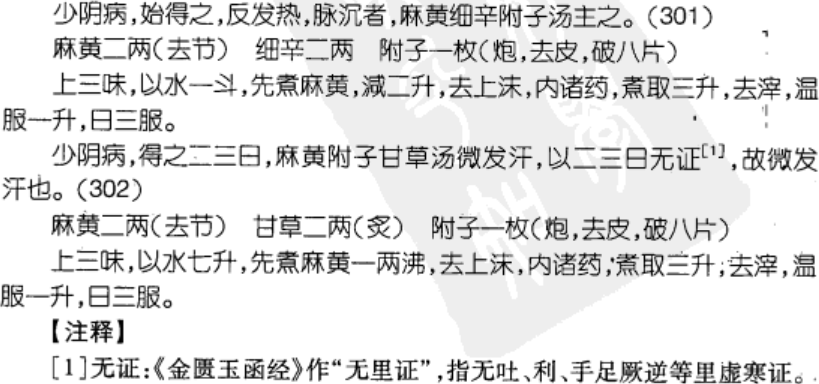 少阴病,始得之,反发热,脉沉者,麻黄细辛附子汤主之。(301)
麻黄二两(去节) 细辛二两 附子一枚(炮,去皮,破八片)
上三味,以水一斗,先煮麻黄,减二升,去上沫,内诸药,煮取三升,去滓,温
服一升,日三服。
少阴病,得之二三日,麻黄附子甘草汤微发汗,以二三日无证[1],故微发
汗也。(302)
麻黄二两(去节) 甘草二两(炙) 附子一枚(炮,去皮,破八片)
上三味,以水七升,先煮麻黄一两沸,去上沫,内诸药,煮取三升,去滓,温
服一升,日三服。
【注释】
[1]无证:《金匮玉函经》作“无里证”,指无吐、利、手足厥逆等里虚寒证。